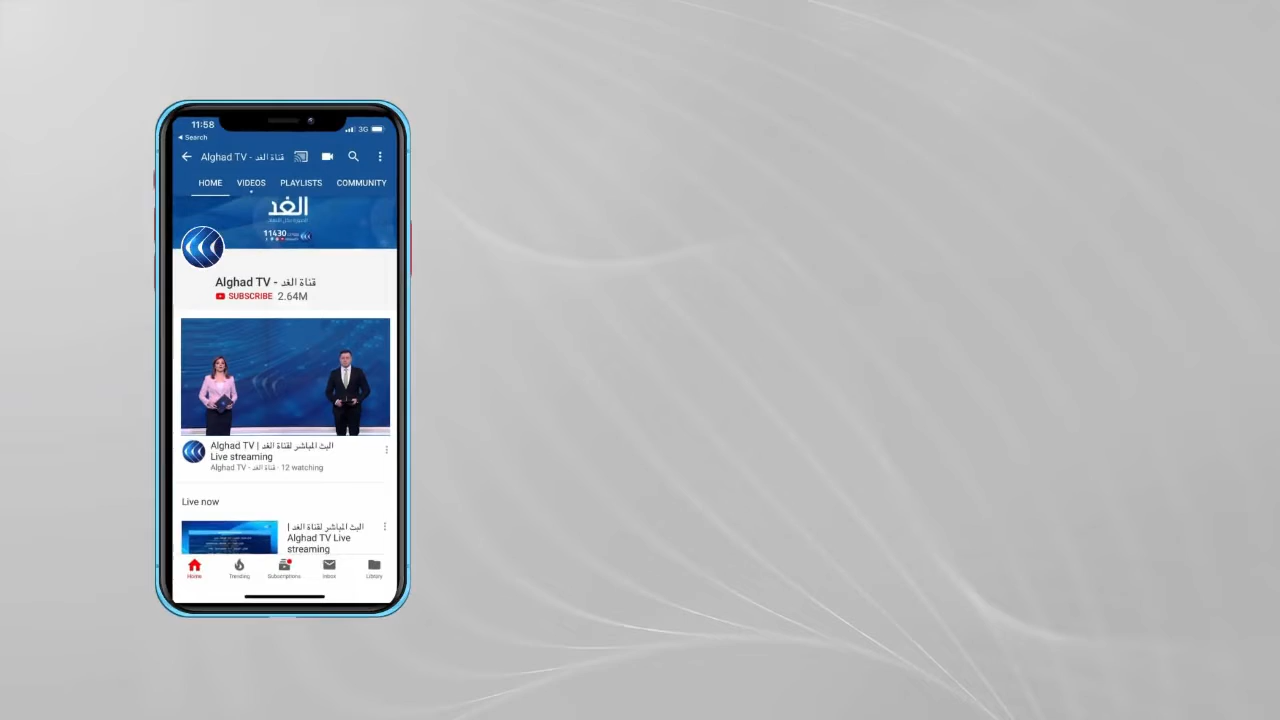 11:58
3G
Search
Alghad TV - قناة الغد
HOME VIDEOS PLAYLISTS COMMUNITY
الغد
11430
Alghad TV - قناة الغد
SUBSCRIBE 2.64M
البث المباشر لقناة الغد | Alghad TV
Live streaming
Alghad TV - قناة الغد · 12 watching
Live now
البث المباشر لقناة الغد |
Alghad TV Live
streaming
Home Trending Subscriptions Inbox Library